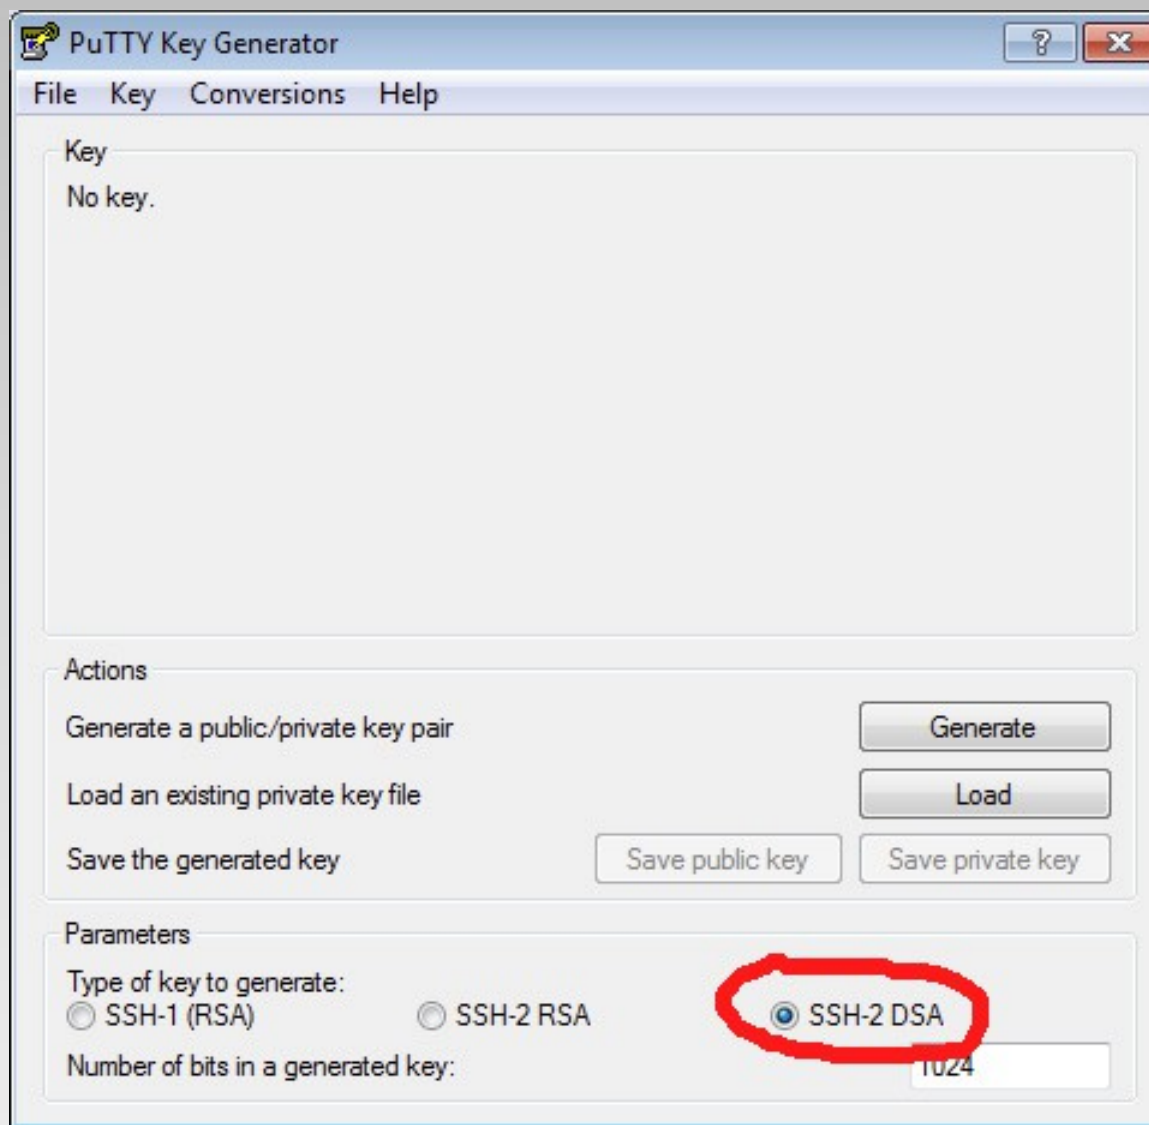 PuTTY Key Generator
File Key Conversions Help
Key
No key.
Actions
Generate a public/private key pair Generate
Load an existing private key file Load
Save the generated key Save public key Save private key
Parameters
Type of key to generate:
SSH-1 (RSA) SSH-2 RSA SSH-2 DSA
Number of bits in a generated key: 1024